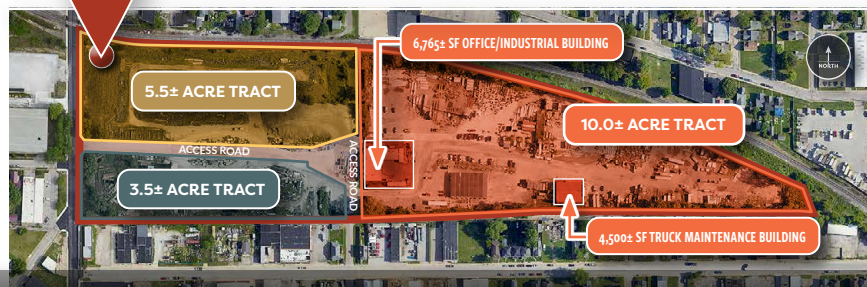 6,765± SF OFFICE/INDUSTRIAL BUILDING
NORTH
5.5± ACRE TRACT
10.0± ACRE TRACT
ACCESS ROAD
ACCESS ROAD
3.5± ACRE TRACT
4,500± SF TRUCK MAINTENANCE BUILDING